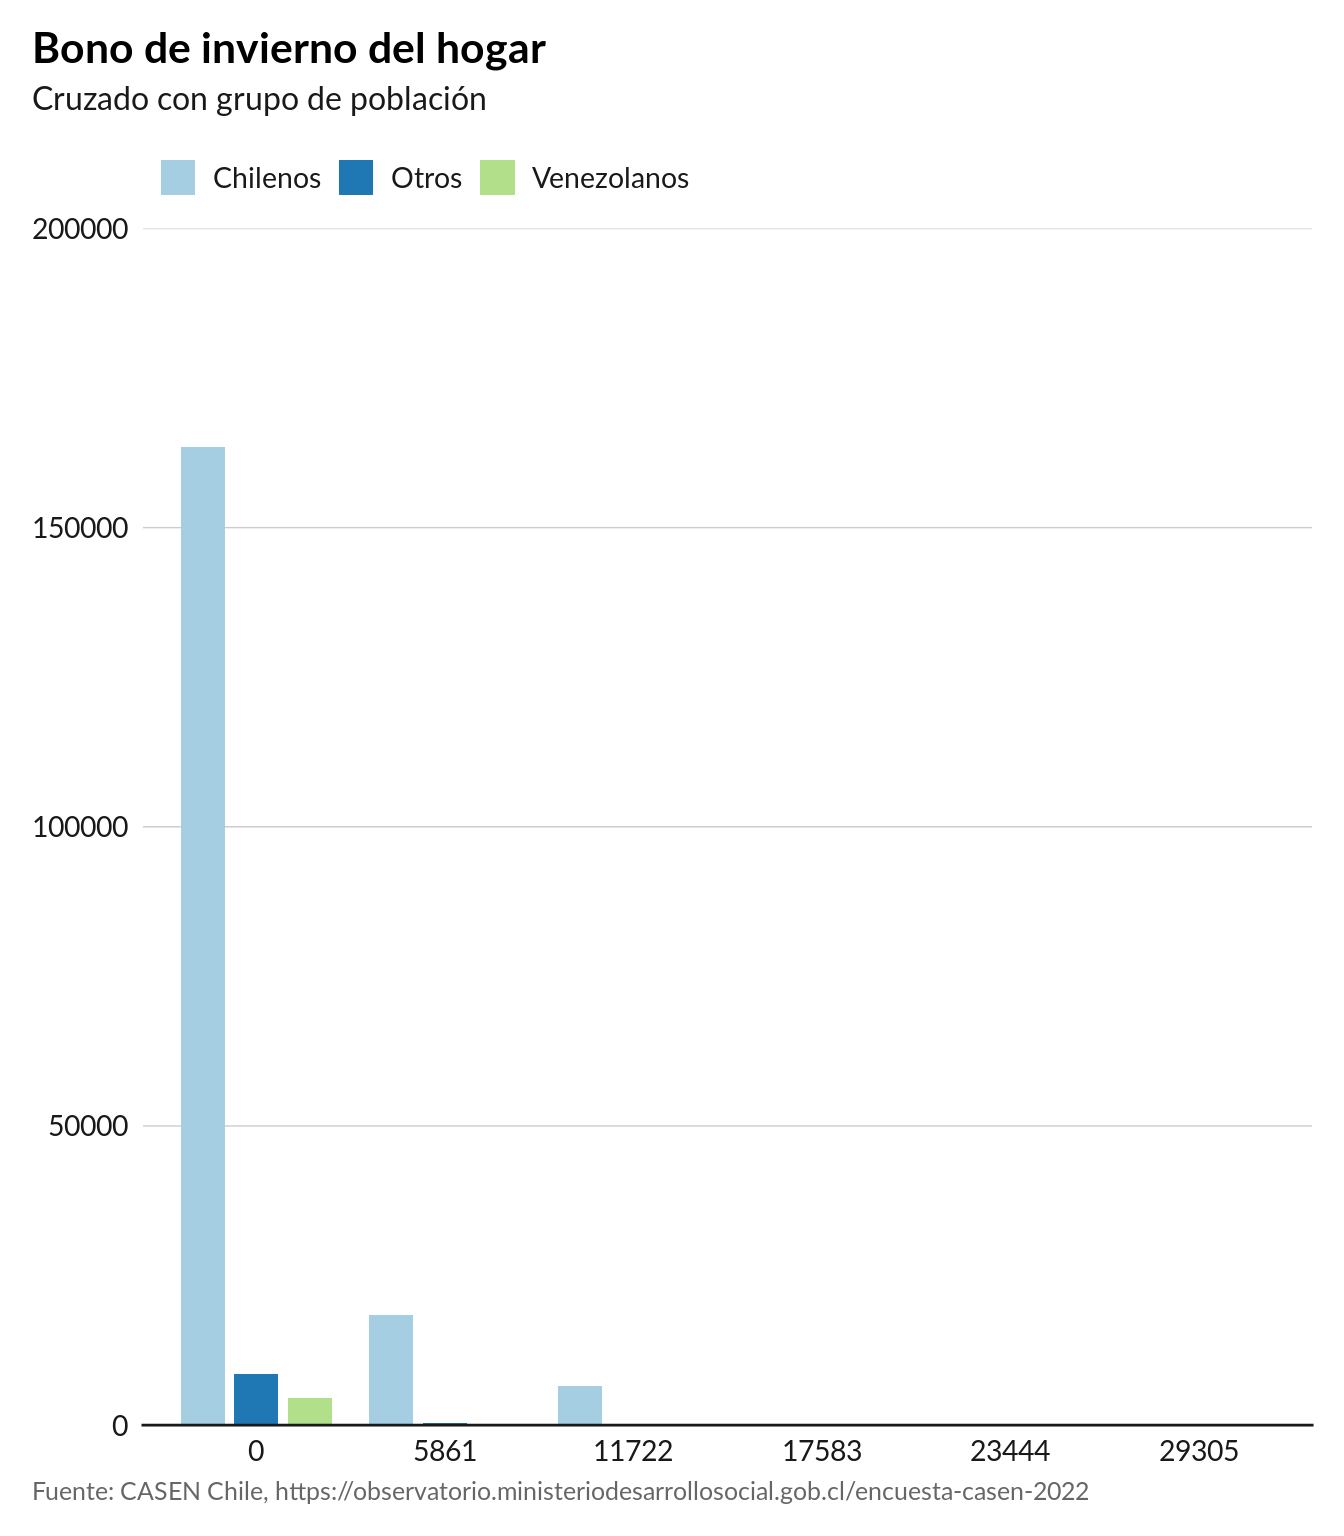 Bono de invierno del hogar
Cruzado con grupo de población
Chilenos Otros Venezolanos
200000
150000
100000
50000
0
0 5861 11722 17583 23444 29305
Fuente: CASEN Chile, https://observatorio.ministeriodesarrollosocial.gob.cl/encuesta-casen-2022